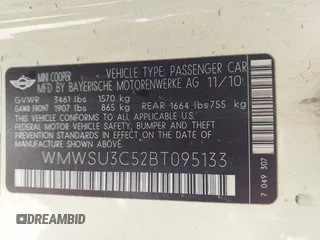 MINI COOPER VEHICLE TYPE: PASSENGER CAR
MFD BY BAYERISCHE MOTORENWERKE AG 11/10
GVWR 3461 lbs 1570 kg
FRONT 1907 lbs 865 kg REAR 1664 lbs 755 kg
THIS VEHICLE CONFORMS TO ALL APPLICABLE
FEDERAL MOTOR VEHICLE SAFETY, BUMPER,
AND THEFT PREVENTION STANDARDS IN EFFECT
ON THE DATE OF MANUFACTURE SHOWN ABOVE.
WMWSU3C52BT095133
7 049 307
DREAMBID